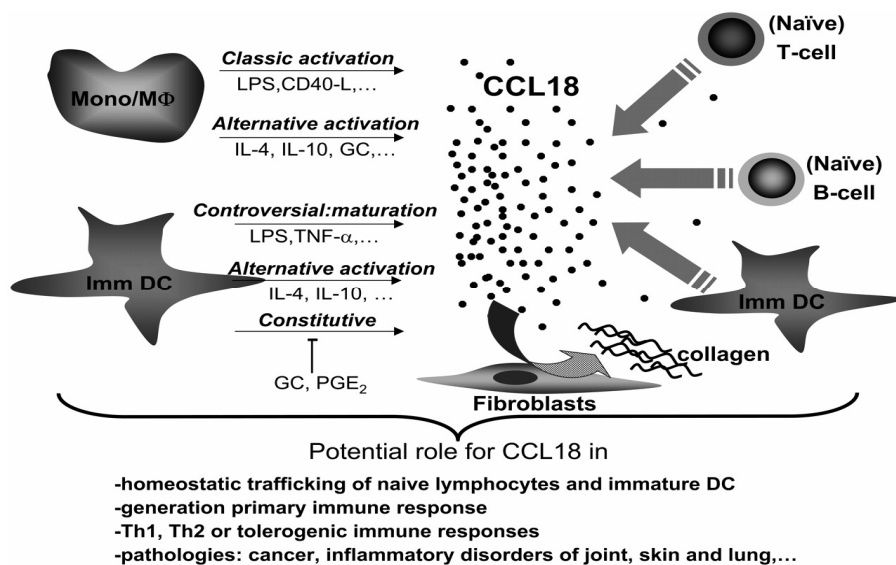 Mono/MΦ
Classic activation
LPS,CD40-L,...
Alternative activation
IL-4, IL-10, GC,...
CCL18
(Naïve)
T-cell
(Naïve)
B-cell
Imm DC
Controversial:maturation
LPS,TNF-α,...
Alternative activation
IL-4, IL-10, ...
Constitutive
GC, PGE₂
Imm DC
collagen
Fibroblasts
Potential role for CCL18 in
-homeostatic trafficking of naive lymphocytes and immature DC
-generation primary immune response
-Th1, Th2 or tolerogenic immune responses
-pathologies: cancer, inflammatory disorders of joint, skin and lung,...